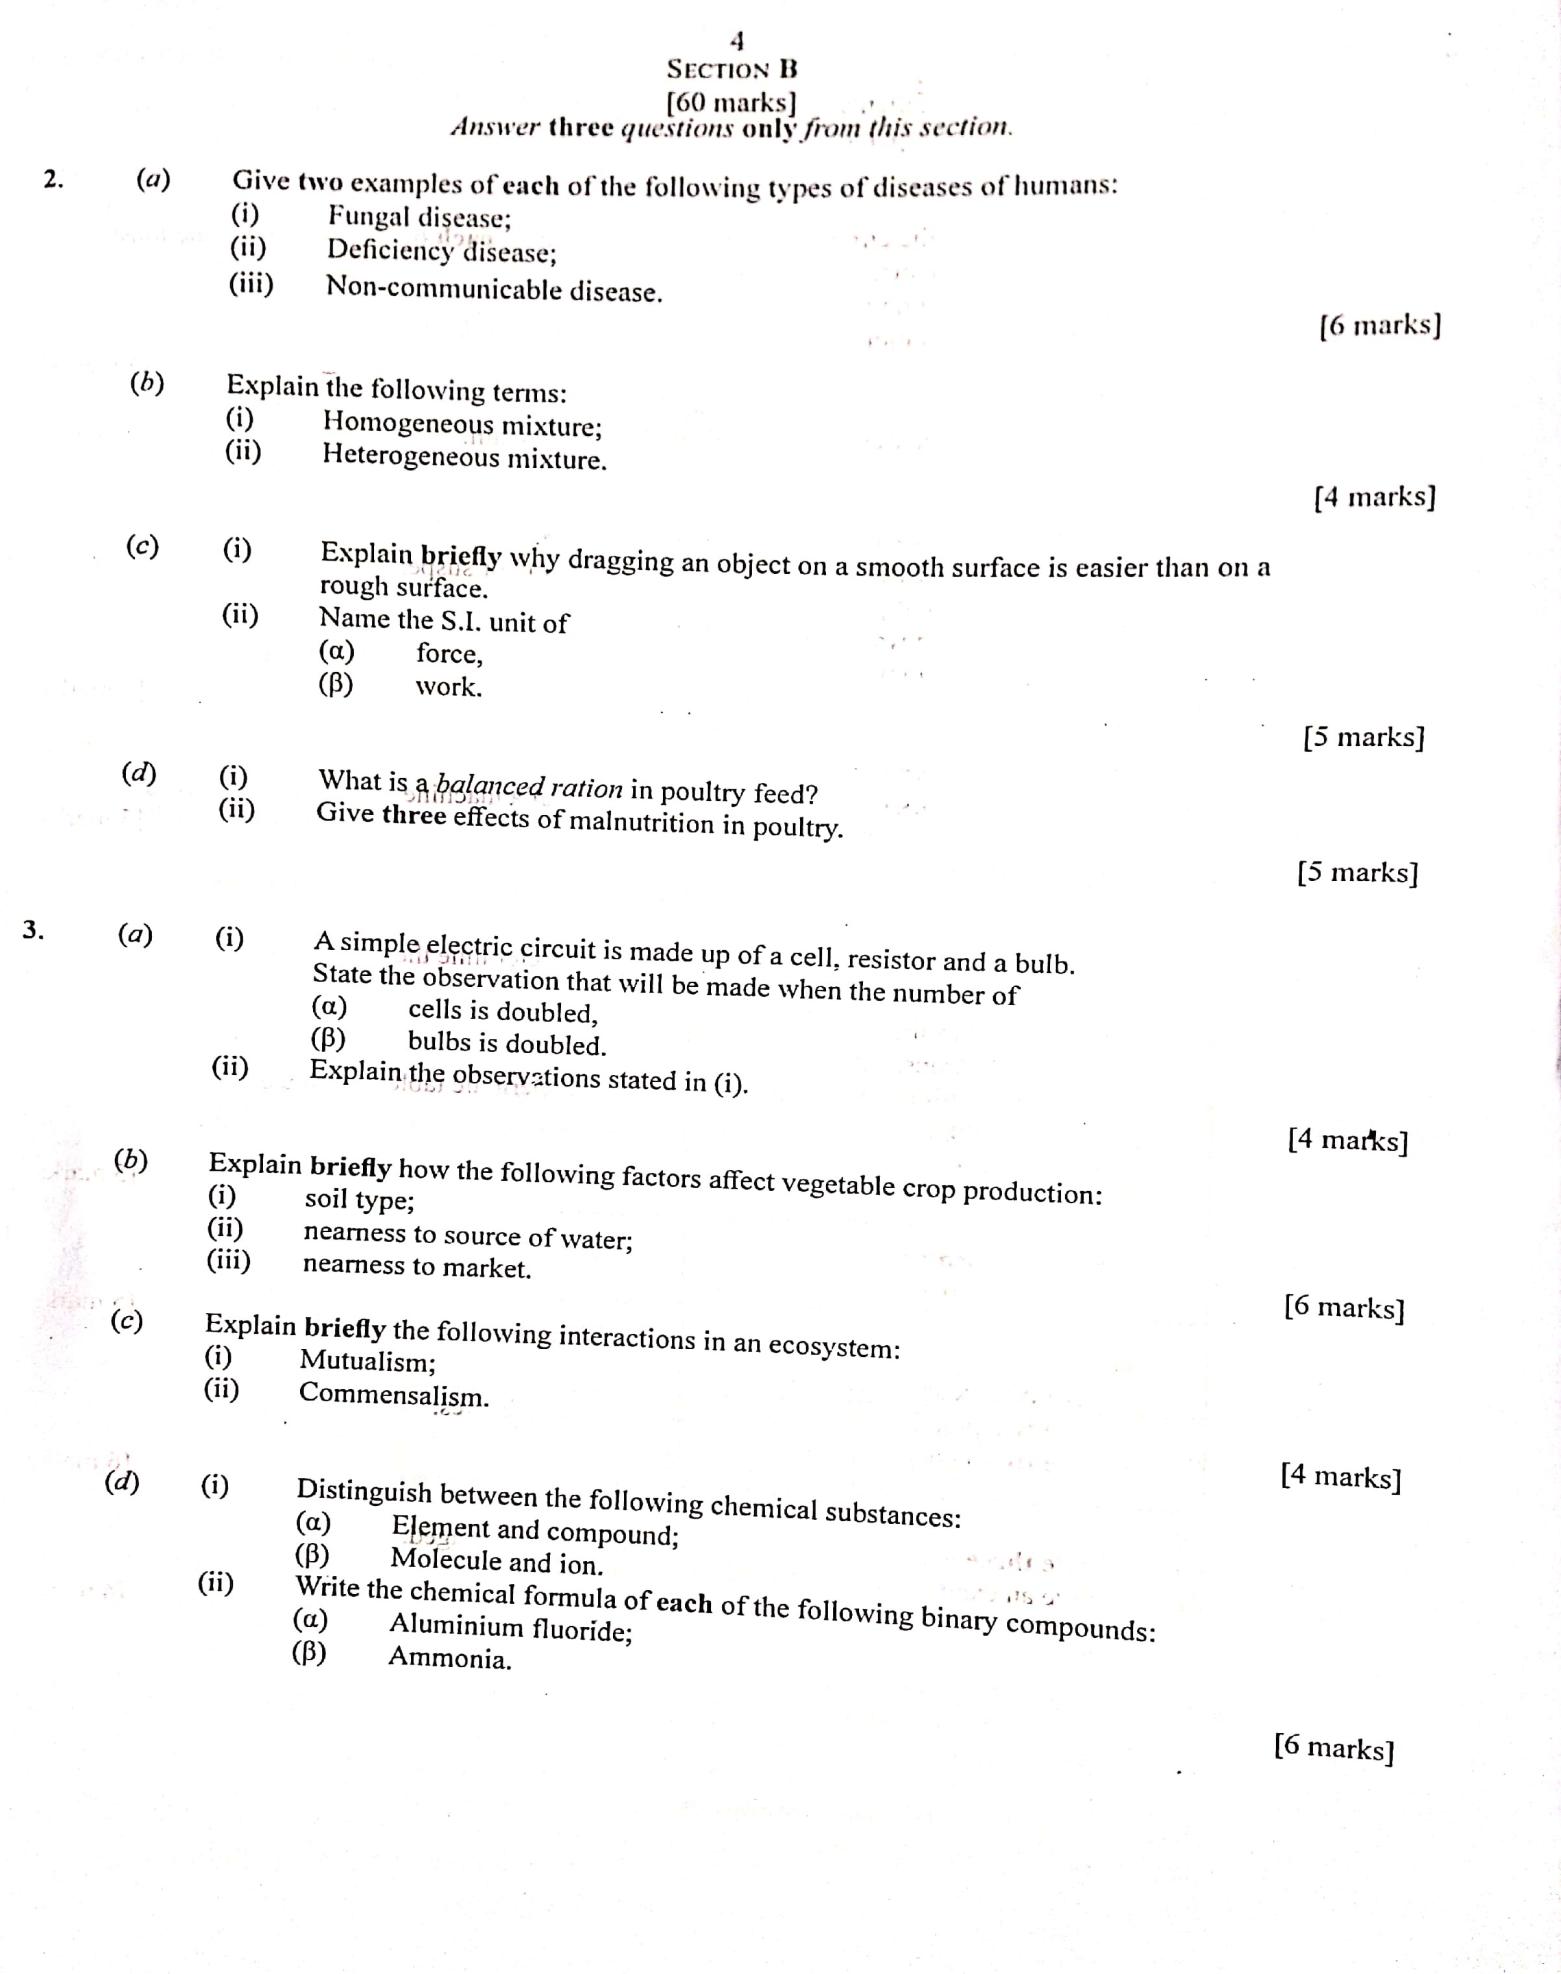 4
SECTION B
[60 marks]
Answer three questions only from this section.
2. (a) Give two examples of each of the following types of diseases of humans:
(i) Fungal disease;
(ii) Deficiency disease;
(iii) Non-communicable disease.
[6 marks]
(b) Explain the following terms:
(i) Homogeneous mixture;
(ii) Heterogeneous mixture.
[4 marks]
(c) (i) Explain briefly why dragging an object on a smooth surface is easier than on a
rough surface.
(ii) Name the S.I. unit of
(α) force,
(β) work.
[5 marks]
(d) (i) What is a balanced ration in poultry feed?
(ii) Give three effects of malnutrition in poultry.
[5 marks]
3. (a) (i) A simple electric circuit is made up of a cell, resistor and a bulb.
State the observation that will be made when the number of
(α) cells is doubled,
(β) bulbs is doubled.
(ii) Explain the observations stated in (i).
[4 marks]
(b) Explain briefly how the following factors affect vegetable crop production:
(i) soil type;
(ii) nearness to source of water;
(iii) nearness to market.
[6 marks]
(c) Explain briefly the following interactions in an ecosystem:
(i) Mutualism;
(ii) Commensalism.
[4 marks]
(d) (i) Distinguish between the following chemical substances:
(α) Element and compound;
(β) Molecule and ion.
(ii) Write the chemical formula of each of the following binary compounds:
(α) Aluminium fluoride;
(β) Ammonia.
[6 marks]